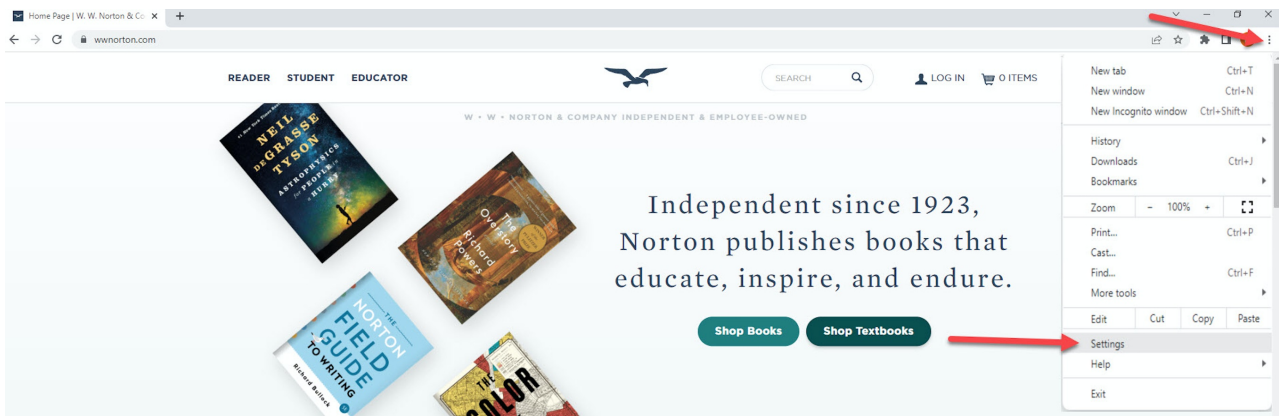 Home Page | W. W. Norton & Co
wwnorton.com
READER STUDENT EDUCATOR
SEARCH
LOG IN
0 ITEMS
W • W • NORTON & COMPANY INDEPENDENT & EMPLOYEE-OWNED
NEIL
DEGRASSE
TYSON
ASTROPHYSICS
for PEOPLE in
a HURRY
The
Overstory
Richard
Powers
Independent since 1923,
Norton publishes books that
educate, inspire, and endure.
Shop Books
Shop Textbooks
THE
NORTON
FIELD
GUIDE
TO WRITING
Richard Bullock
THE
COLOR
New tab Ctrl+T
New window Ctrl+N
New Incognito window Ctrl+Shift+N
History
Downloads Ctrl+J
Bookmarks
Zoom - 100% +
Print... Ctrl+P
Cast...
Find... Ctrl+F
More tools
Edit Cut Copy Paste
Settings
Help
Exit